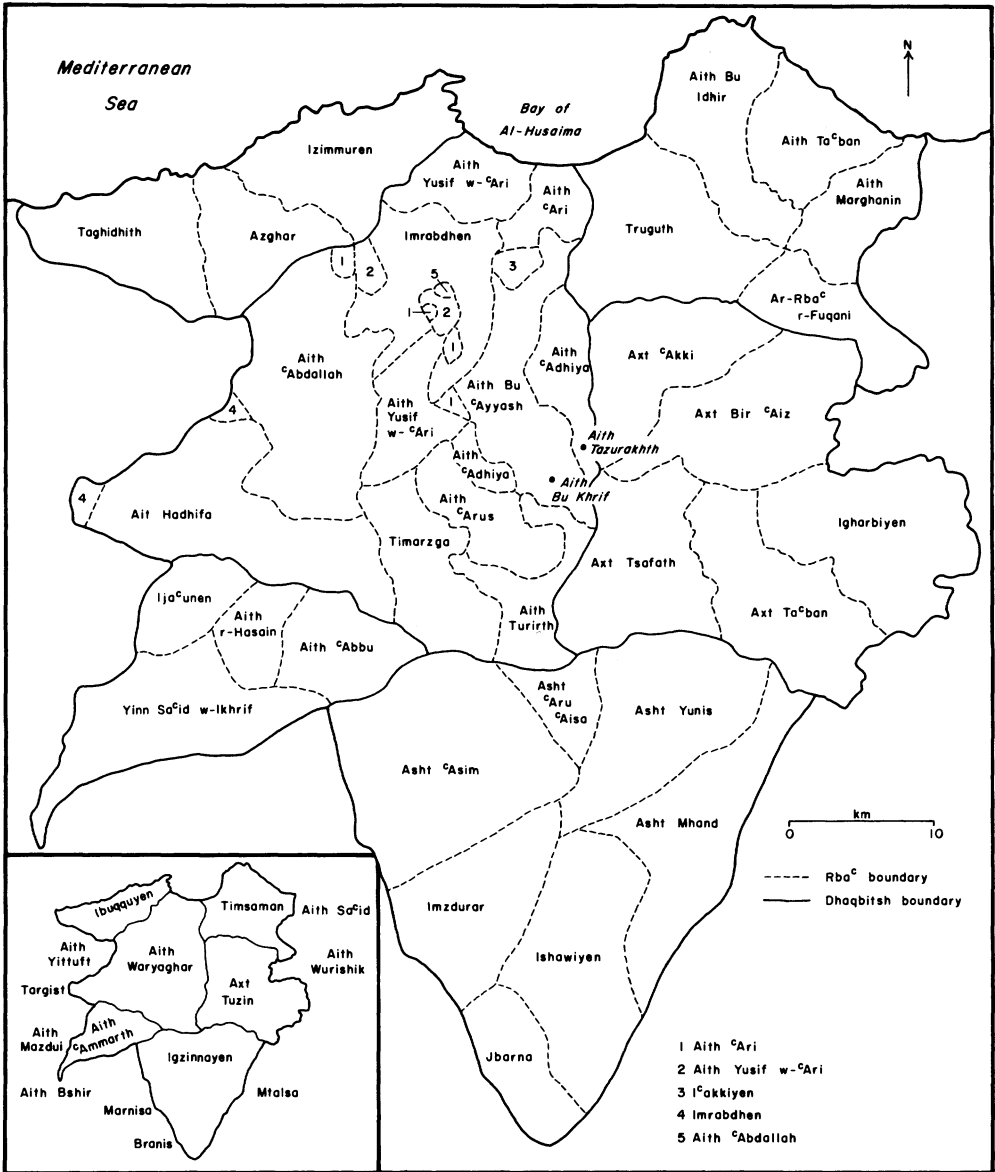 Mediterranean
Sea
Bay of
Al-Husaima
N
Aith Bu
Idhir
Aith Taᶜban
Aith
Marghanin
Izimmuren
Aith
Yusif w-ᶜAri
Aith
ᶜAri
Taghidhith
Azghar
Imrabdhen
Truguth
1
2
3
5
1
2
1
Ar-Rbaᶜ
r-Fuqani
Aith
ᶜAbdallah
Aith
ᶜAdhiya
Axt ᶜAkki
Aith Bu
ᶜAyyash
Axt Bir ᶜAiz
4
Aith
Yusif
w-ᶜAri
1
Aith
Tazurakhth
Aith
ᶜAdhiya
Aith
Bu Khrif
4
Ait Hadhifa
Aith
ᶜArus
Igharbiyen
Timarzga
Axt Tsafath
Ijaᶜunen
Aith
r-Hasain
Aith ᶜAbbu
Aith
Turirth
Axt Taᶜban
Yinn Saᶜid w-Ikhrif
Asht
ᶜAru
ᶜAisa
Asht Yunis
Asht ᶜAsim
Asht Mhand
km
0 10
Rbaᶜ boundary
Dhaqbitsh boundary
Imzdurar
Ishawiyen
Jbarna
1 Aith ᶜAri
2 Aith Yusif w-ᶜAri
3 Iᶜakkiyen
4 Imrabdhen
5 Aith ᶜAbdallah
Ibuqquyen
Timsaman
Aith Saᶜid
Aith
Yittuft
Aith
Waryaghar
Aith
Wurishik
Targist
Axt
Tuzin
Aith
Mazdui
Aith
ᶜAmmarth
Igzinnayen
Aith Bshir
Marnisa
Mtalsa
Branis